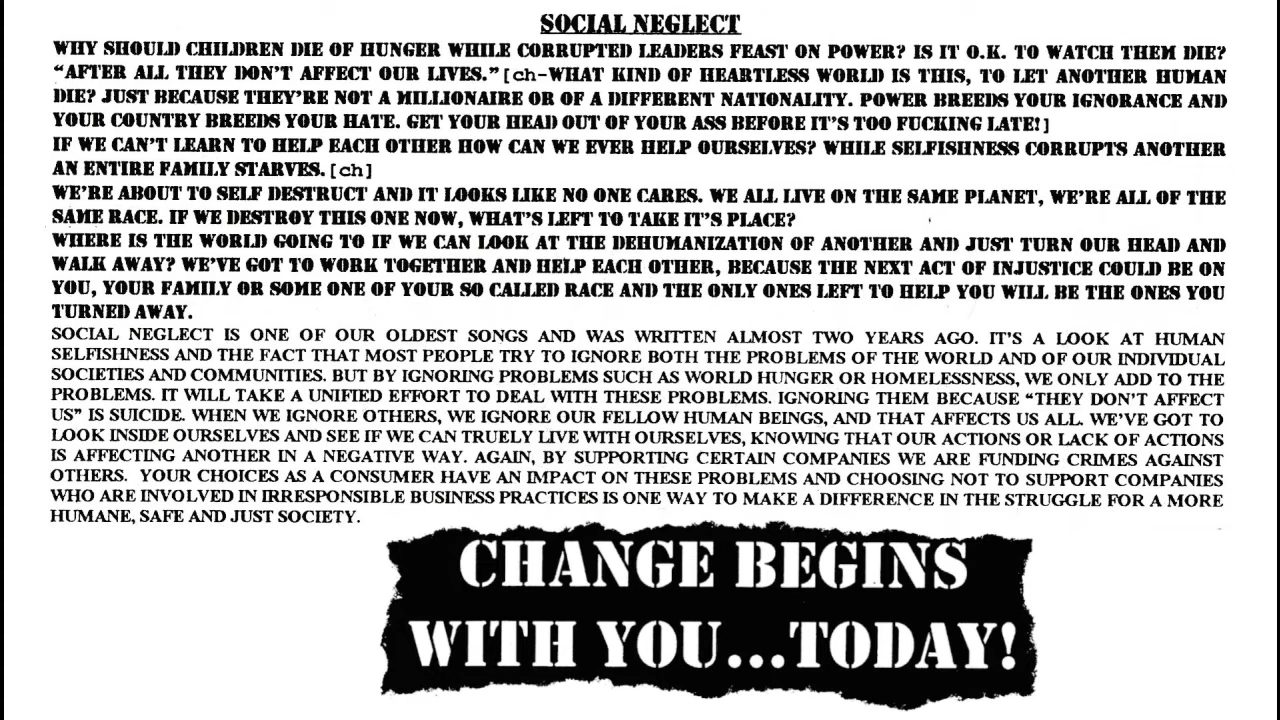 SOCIAL NEGLECT
WHY SHOULD CHILDREN DIE OF HUNGER WHILE CORRUPTED LEADERS FEAST ON POWER? IS IT O.K. TO WATCH THEM DIE?
“AFTER ALL THEY DON’T AFFECT OUR LIVES.”[ch-WHAT KIND OF HEARTLESS WORLD IS THIS, TO LET ANOTHER HUMAN
DIE? JUST BECAUSE THEY’RE NOT A MILLIONAIRE OR OF A DIFFERENT NATIONALITY. POWER BREEDS YOUR IGNORANCE AND
YOUR COUNTRY BREEDS YOUR HATE. GET YOUR HEAD OUT OF YOUR ASS BEFORE IT’S TOO FUCKING LATE!]
IF WE CAN’T LEARN TO HELP EACH OTHER HOW CAN WE EVER HELP OURSELVES? WHILE SELFISHNESS CORRUPTS ANOTHER
AN ENTIRE FAMILY STARVES.[ch]
WE’RE ABOUT TO SELF DESTRUCT AND IT LOOKS LIKE NO ONE CARES. WE ALL LIVE ON THE SAME PLANET, WE’RE ALL OF THE
SAME RACE. IF WE DESTROY THIS ONE NOW, WHAT’S LEFT TO TAKE IT’S PLACE?
WHERE IS THE WORLD GOING TO IF WE CAN LOOK AT THE DEHUMANIZATION OF ANOTHER AND JUST TURN OUR HEAD AND
WALK AWAY? WE’VE GOT TO WORK TOGETHER AND HELP EACH OTHER, BECAUSE THE NEXT ACT OF INJUSTICE COULD BE ON
YOU, YOUR FAMILY OR SOME ONE OF YOUR SO CALLED RACE AND THE ONLY ONES LEFT TO HELP YOU WILL BE THE ONES YOU
TURNED AWAY.
SOCIAL NEGLECT IS ONE OF OUR OLDEST SONGS AND WAS WRITTEN ALMOST TWO YEARS AGO. IT’S A LOOK AT HUMAN
SELFISHNESS AND THE FACT THAT MOST PEOPLE TRY TO IGNORE BOTH THE PROBLEMS OF THE WORLD AND OF OUR INDIVIDUAL
SOCIETIES AND COMMUNITIES. BUT BY IGNORING PROBLEMS SUCH AS WORLD HUNGER OR HOMELESSNESS, WE ONLY ADD TO THE
PROBLEMS. IT WILL TAKE A UNIFIED EFFORT TO DEAL WITH THESE PROBLEMS. IGNORING THEM BECAUSE “THEY DON’T AFFECT
US” IS SUICIDE. WHEN WE IGNORE OTHERS, WE IGNORE OUR FELLOW HUMAN BEINGS, AND THAT AFFECTS US ALL. WE’VE GOT TO
LOOK INSIDE OURSELVES AND SEE IF WE CAN TRUELY LIVE WITH OURSELVES, KNOWING THAT OUR ACTIONS OR LACK OF ACTIONS
IS AFFECTING ANOTHER IN A NEGATIVE WAY. AGAIN, BY SUPPORTING CERTAIN COMPANIES WE ARE FUNDING CRIMES AGAINST
OTHERS. YOUR CHOICES AS A CONSUMER HAVE AN IMPACT ON THESE PROBLEMS AND CHOOSING NOT TO SUPPORT COMPANIES
WHO ARE INVOLVED IN IRRESPONSIBLE BUSINESS PRACTICES IS ONE WAY TO MAKE A DIFFERENCE IN THE STRUGGLE FOR A MORE
HUMANE, SAFE AND JUST SOCIETY.
CHANGE BEGINS
WITH YOU...TODAY!